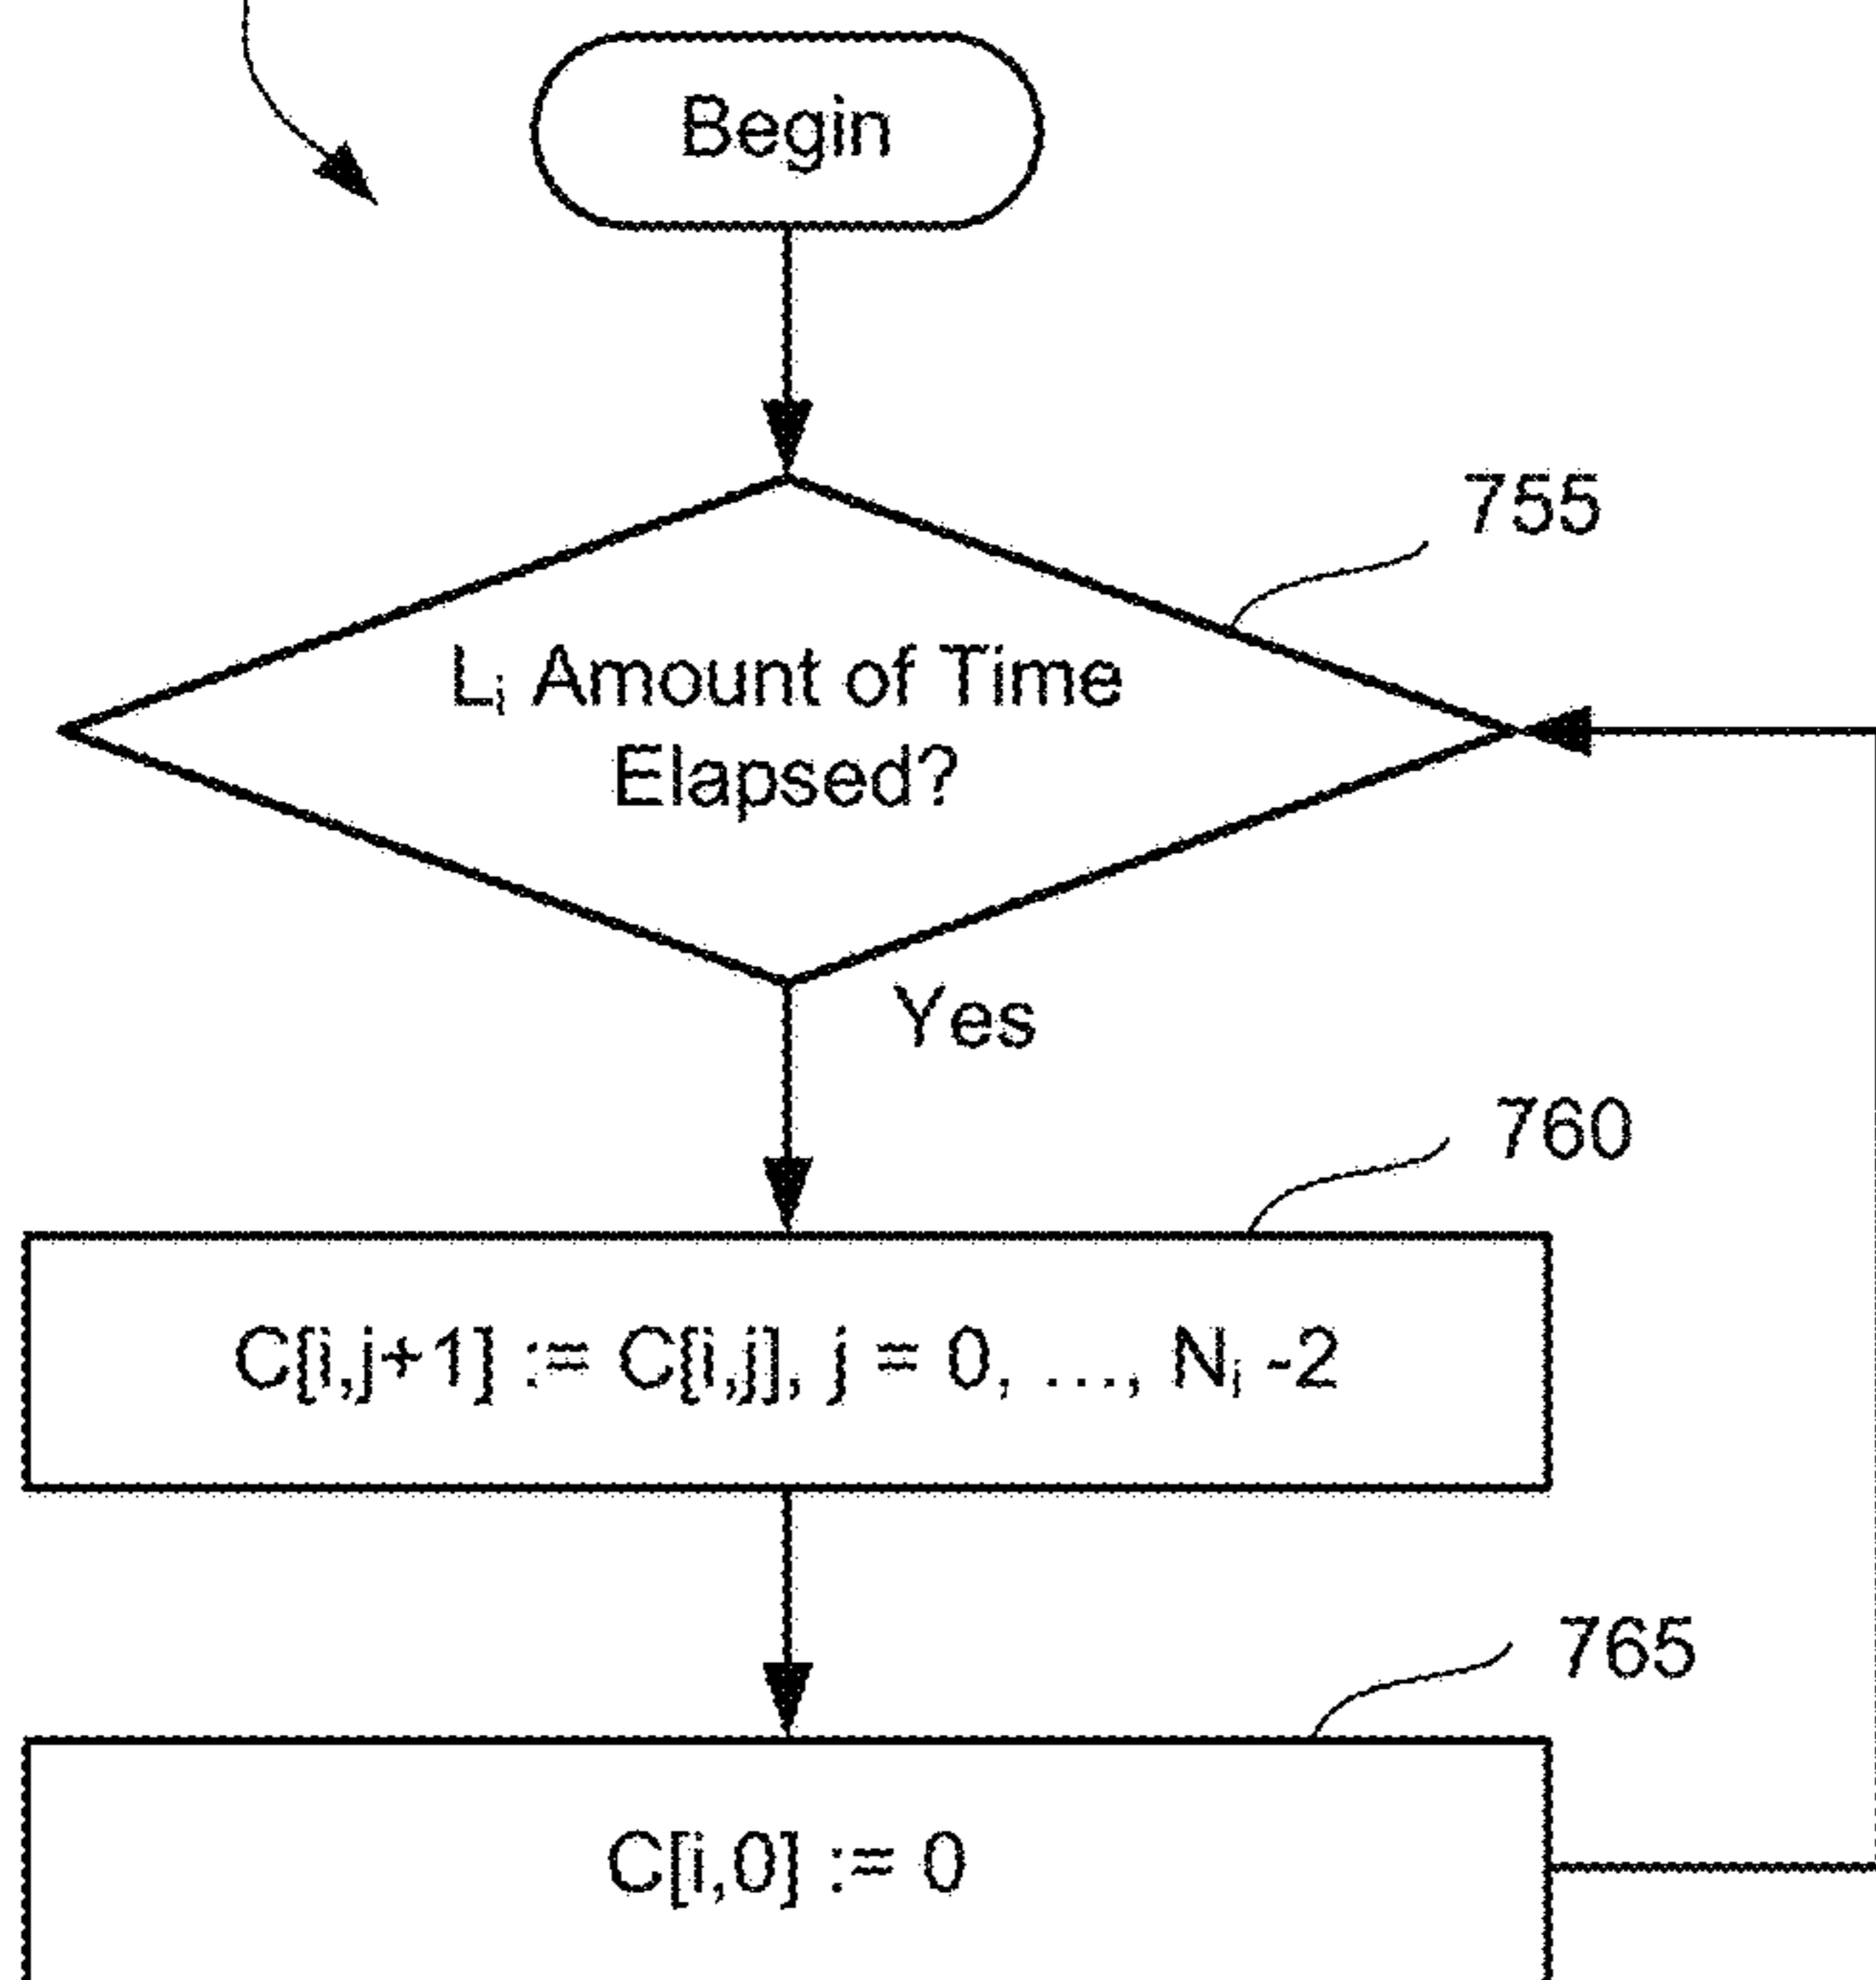 Begin
755
Lᵢ Amount of Time
Elapsed?
Yes
760
C[i,j+1] := C[i,j], j = 0, ..., Nᵢ -2
765
C[i,0] := 0